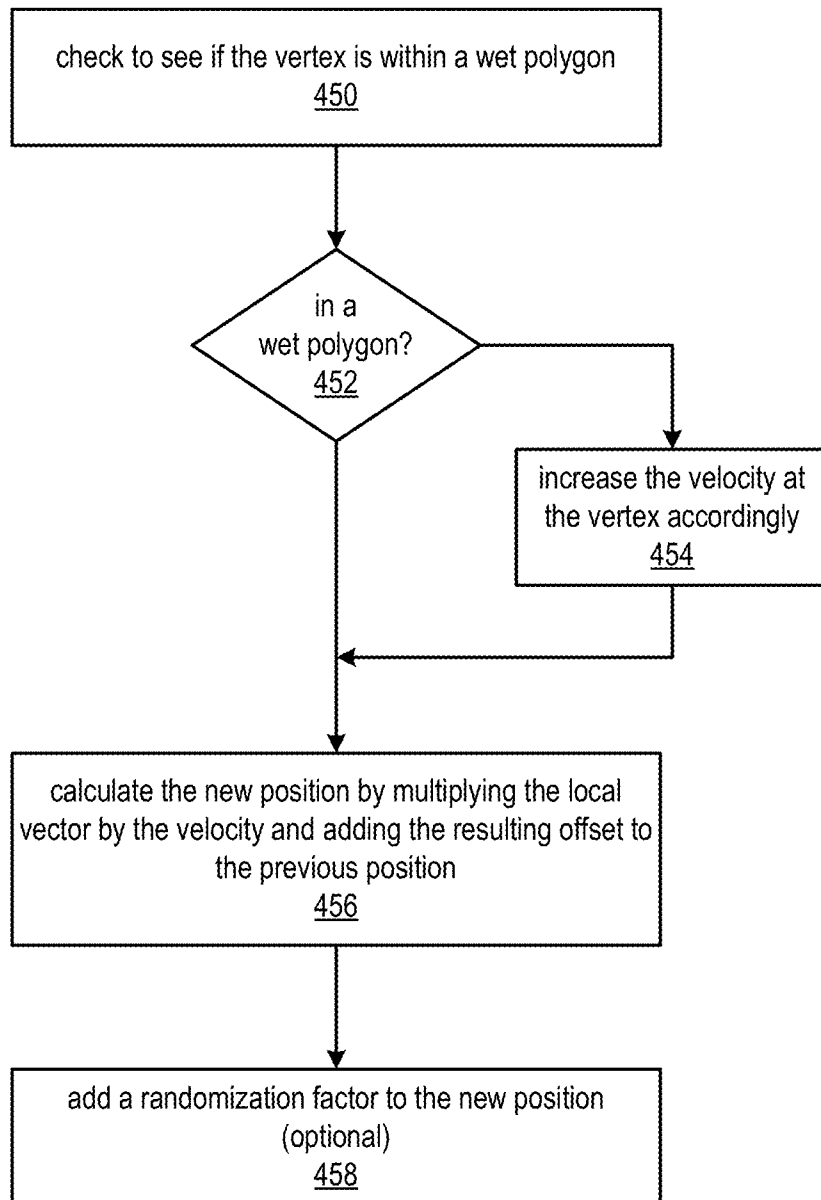 check to see if the vertex is within a wet polygon
450
in a
wet polygon?
452
increase the velocity at
the vertex accordingly
454
calculate the new position by multiplying the local
vector by the velocity and adding the resulting offset to
the previous position
456
add a randomization factor to the new position
(optional)
458